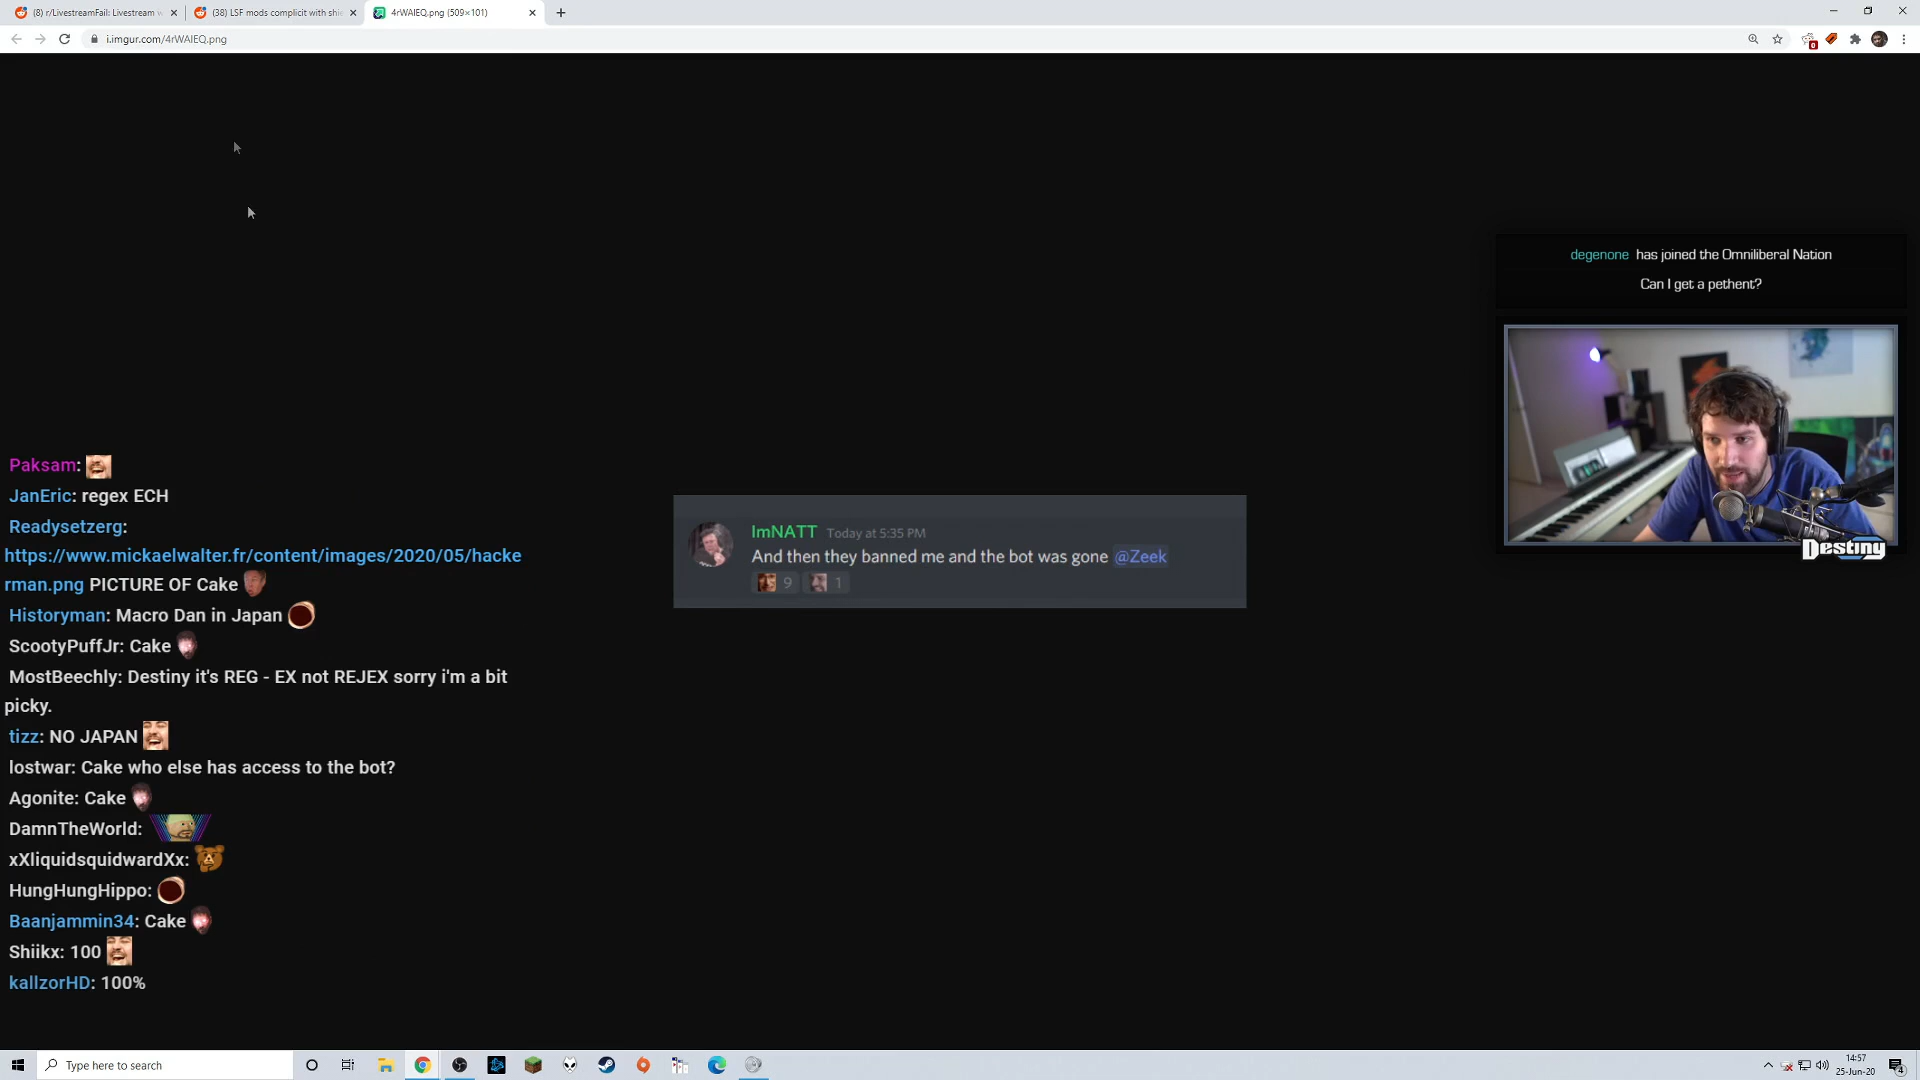 (8) r/LivestreamFail: Livestream w
(38) LSF mods complicit with shi
4rWAIEQ.png (509×101)
i.imgur.com/4rWAIEQ.png
0
degenone has joined the Omniliberal Nation
Can I get a pethent?
Destiny
ImNATT Today at 5:35 PM
And then they banned me and the bot was gone @Zeek
9 1
Paksam:
JanEric: regex ECH
Readysetzerg:
https://www.mickaelwalter.fr/content/images/2020/05/hacke
rman.png PICTURE OF Cake
Historyman: Macro Dan in Japan
ScootyPuffJr: Cake
MostBeechly: Destiny it's REG - EX not REJEX sorry i'm a bit
picky.
tizz: NO JAPAN
lostwar: Cake who else has access to the bot?
Agonite: Cake
DamnTheWorld:
xXliquidsquidwardXx:
HungHungHippo:
Baanjammin34: Cake
Shiikx: 100
kallzorHD: 100%
Type here to search
14:57
25-Jun-20
4